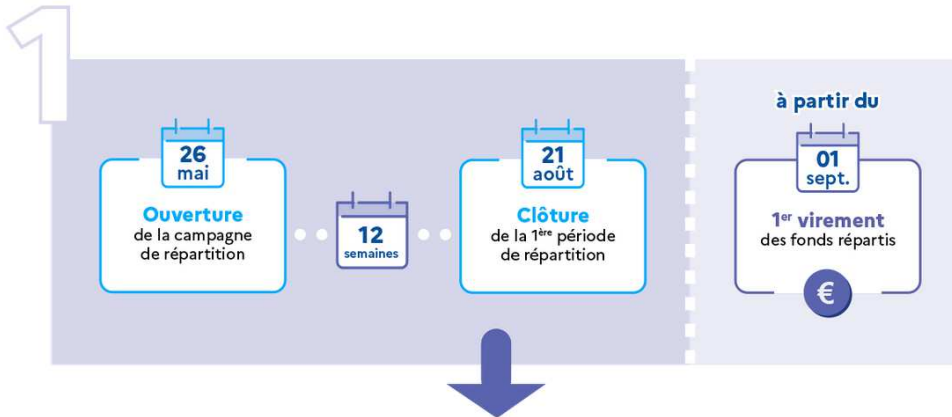 1
26
mai
Ouverture
de la campagne
de répartition
12
semaines
21
août
Clôture
de la 1ère période
de répartition
à partir du
01
sept.
1er virement
des fonds répartis
€